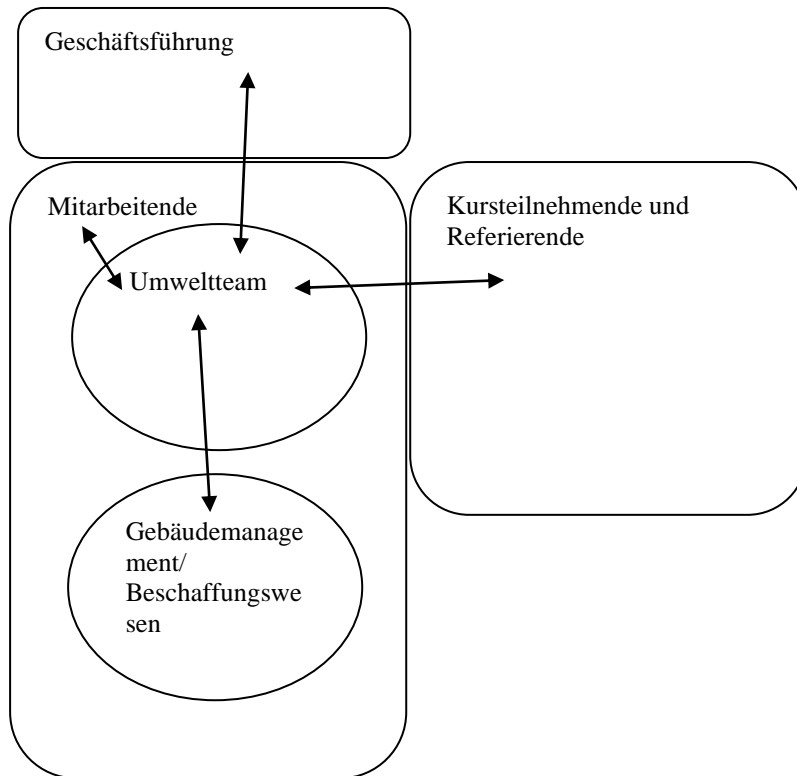 Geschäftsführung
Mitarbeitende
Kursteilnehmende und
Referierende
Umweltteam
Gebäudemanage
ment/
Beschaffungswe
sen